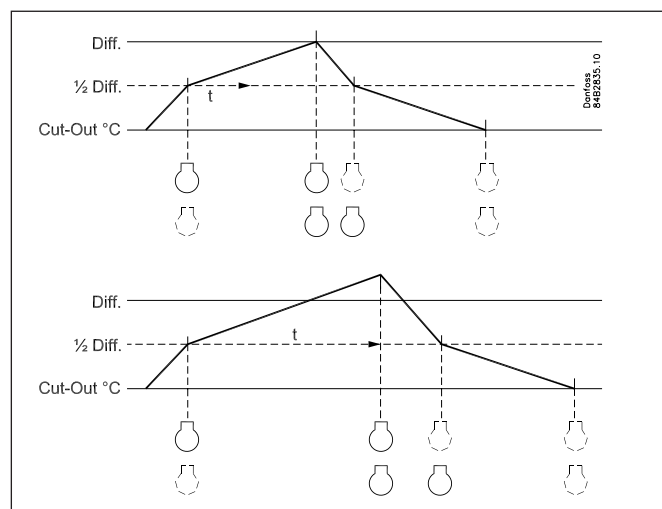 Diff.
½ Diff.
t
Cut-Out °C
Danfoss
84B2835.10
Diff.
t
½ Diff.
Cut-Out °C